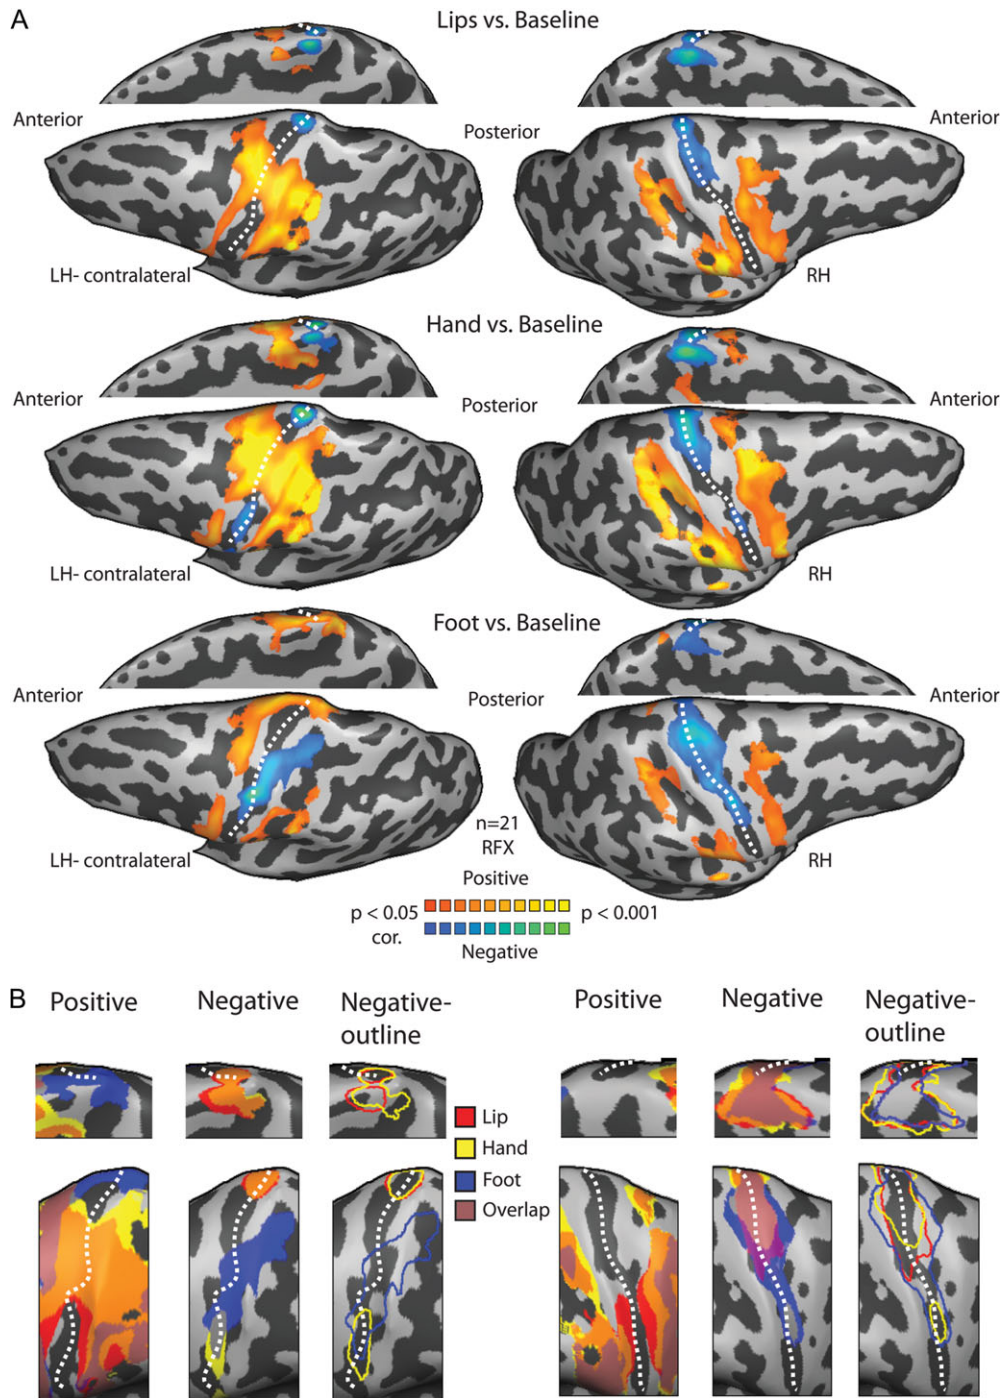 A
Lips vs. Baseline
Anterior
Posterior
Anterior
LH- contralateral
RH
Hand vs. Baseline
Anterior
Posterior
Anterior
LH- contralateral
RH
Foot vs. Baseline
Anterior
Posterior
Anterior
LH- contralateral
RH
n=21
RFX
Positive
p < 0.05
cor.
p < 0.001
Negative
B
Positive
Negative
Negative-
outline
Positive
Negative
Negative-
outline
Lip
Hand
Foot
Overlap